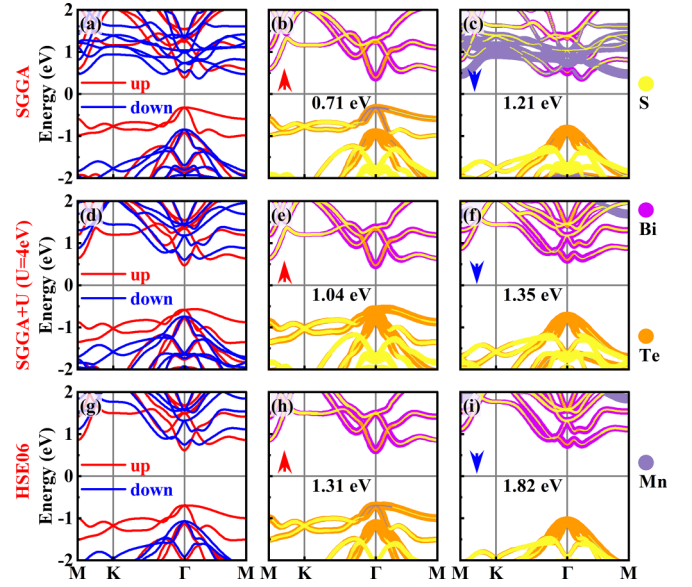 SGGA
Energy (eV)
2
1
0
-1
-2
(a)
up
down
(b)
0.71 eV
(c)
1.21 eV
S
SGGA+U (U=4eV)
Energy (eV)
2
1
0
-1
-2
(d)
up
down
(e)
1.04 eV
(f)
1.35 eV
Bi
Te
HSE06
Energy (eV)
2
1
0
-1
-2
(g)
up
down
(h)
1.31 eV
(i)
1.82 eV
Mn
M K Γ M K Γ M K Γ M